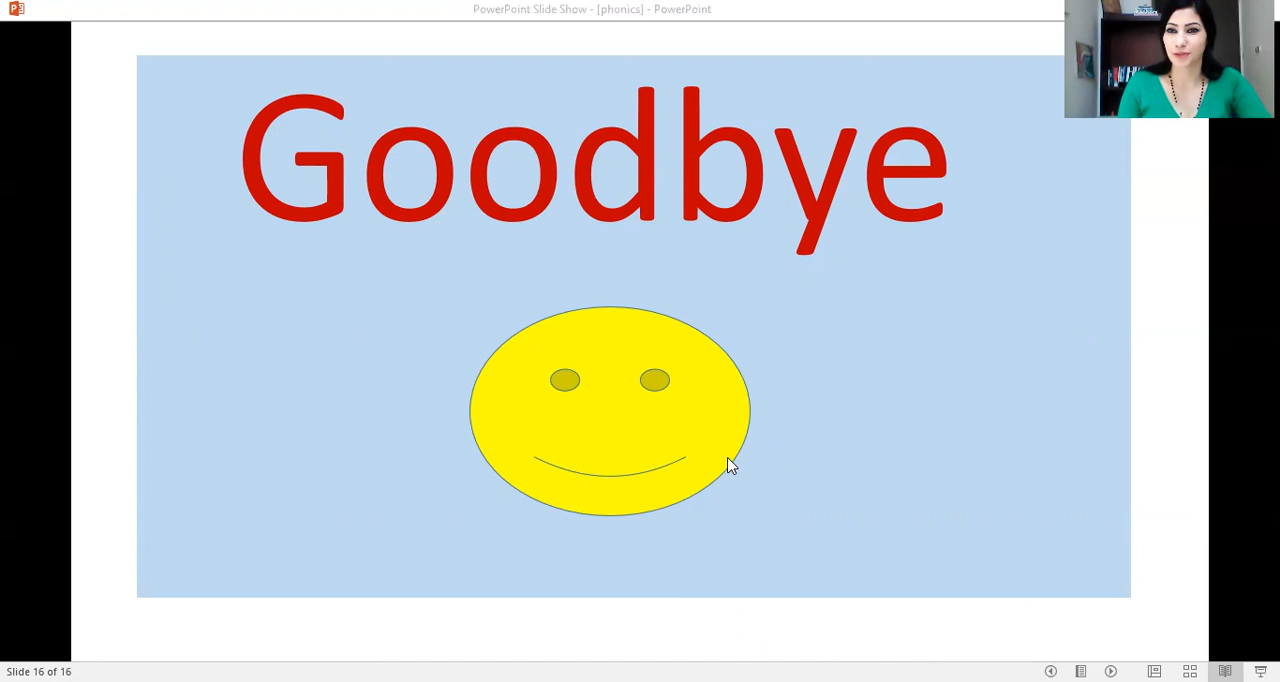 PowerPoint Slide Show - [phonics] - PowerPoint
Goodbye
Slide 16 of 16